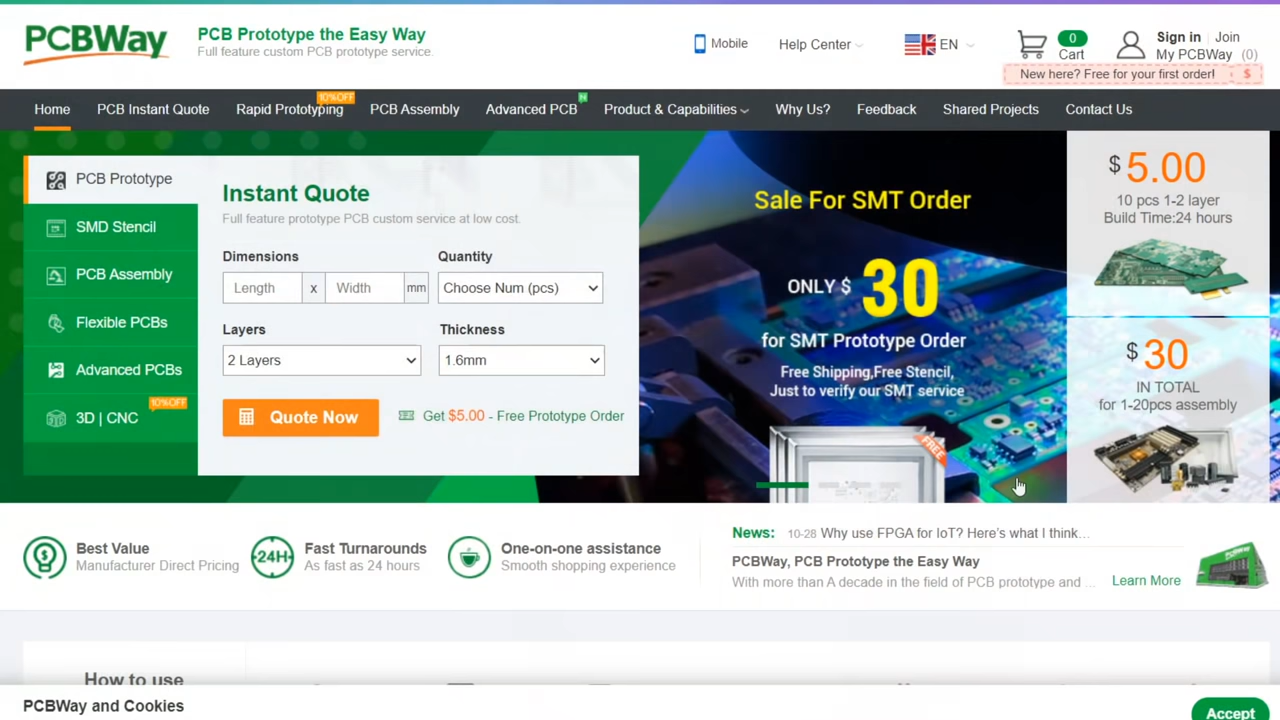 PCBWay
PCB Prototype the Easy Way
Full feature custom PCB prototype service.
Mobile
Help Center
EN
0
Cart
Sign in | Join
My PCBWay (0)
New here? Free for your first order! $
Home
PCB Instant Quote
Rapid Prototyping
10%OFF
PCB Assembly
Advanced PCB
N
Product & Capabilities
Why Us?
Feedback
Shared Projects
Contact Us
PCB Prototype
SMD Stencil
PCB Assembly
Flexible PCBs
Advanced PCBs
3D | CNC
10%OFF
Instant Quote
Full feature prototype PCB custom service at low cost.
Dimensions
Quantity
Length x Width mm
Choose Num (pcs)
Layers
Thickness
2 Layers
1.6mm
Quote Now
Get $5.00 - Free Prototype Order
Sale For SMT Order
ONLY $ 30
for SMT Prototype Order
Free Shipping,Free Stencil,
Just to verify our SMT service
FREE
$ 5.00
10 pcs 1-2 layer
Build Time:24 hours
$ 30
IN TOTAL
for 1-20pcs assembly
Best Value
Manufacturer Direct Pricing
24H
Fast Turnarounds
As fast as 24 hours
One-on-one assistance
Smooth shopping experience
News: 10-28 Why use FPGA for IoT? Here's what I think…
PCBWay, PCB Prototype the Easy Way
With more than A decade in the field of PCB prototype and ...
Learn More
How to use
PCBWay and Cookies
Accept